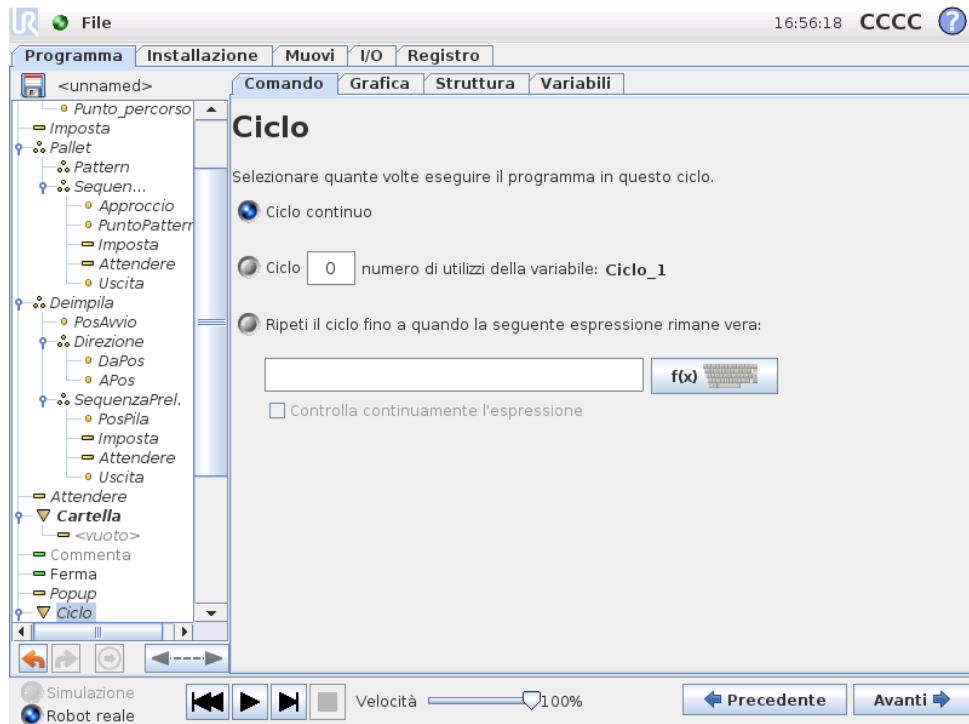 UR File 16:56:18 CCCC ?
Programma Installazione Muovi I/O Registro
<unnamed> Comando Grafica Struttura Variabili
Punto_percorso
Imposta
Pallet
Pattern
Sequen...
Approccio
PuntoPattern
Imposta
Attendere
Uscita
Deimpila
PosAvvio
Direzione
DaPos
APos
SequenzaPrel.
PosPila
Imposta
Attendere
Uscita
Attendere
Cartella
<vuoto>
Commenta
Ferma
Popup
Ciclo
Ciclo
Selezionare quante volte eseguire il programma in questo ciclo.
Ciclo continuo
Ciclo 0 numero di utilizzi della variabile: Ciclo_1
Ripeti il ciclo fino a quando la seguente espressione rimane vera:
f(x)
Controlla continuamente l'espressione
Simulazione
Robot reale
Velocità 100%
Precedente Avanti